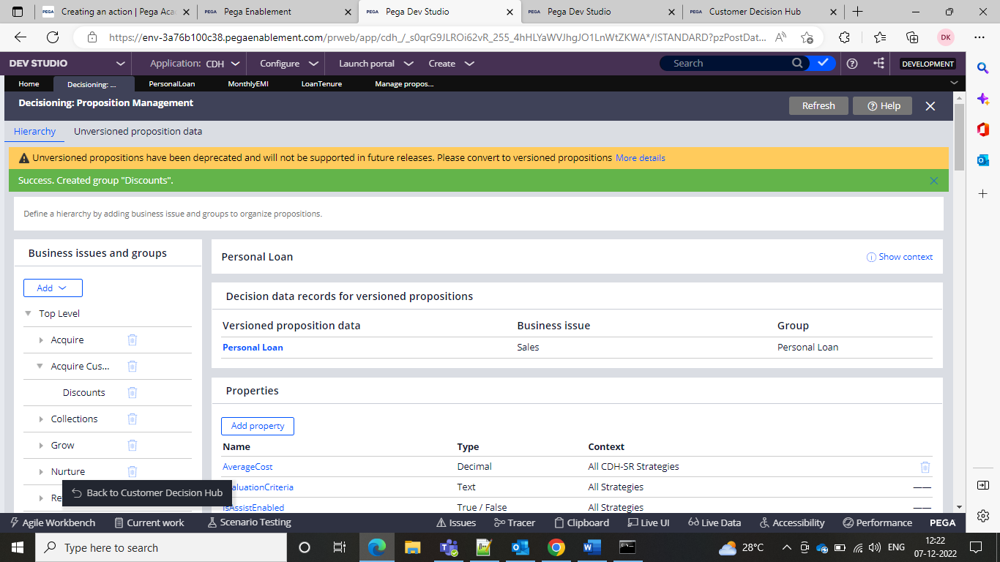 Creating an action | Pega Aca
PEGA Pega Enablement
PEGA Pega Dev Studio
PEGA Pega Dev Studio
PEGA Customer Decision Hub
https://env-3a76b100c38.pegaenablement.com/prweb/app/cdh_/_s0qrG9JLROi62vR_255_4hHLYaWVJhgJO1LnWtZKWA*/!STANDARD?pzPostDat...
DK
DEV STUDIO Application: CDH Configure Launch portal Create Search DEVELOPMENT
Home Decisioning: ... PersonalLoan MonthlyEMI LoanTenure Manage propos...
Decisioning: Proposition Management Refresh Help
Hierarchy Unversioned proposition data
Unversioned propositions have been deprecated and will not be supported in future releases. Please convert to versioned propositions More details
Success. Created group "Discounts".
Define a hierarchy by adding business issue and groups to organize propositions.
Business issues and groups
Add
Top Level
Acquire
Acquire Cus...
Discounts
Collections
Grow
Nurture
Re
Back to Customer Decision Hub
Personal Loan Show context
Decision data records for versioned propositions
Versioned proposition data Business issue Group
Personal Loan Sales Personal Loan
Properties
Add property
Name Type Context
AverageCost Decimal All CDH-SR Strategies
aluationCriteria Text All Strategies
IsAssistEnabled True / False All Strategies
Agile Workbench Current work Scenario Testing Issues Tracer Clipboard Live UI Live Data Accessibility Performance PEGA
Type here to search
28°C
ENG
12:22
07-12-2022